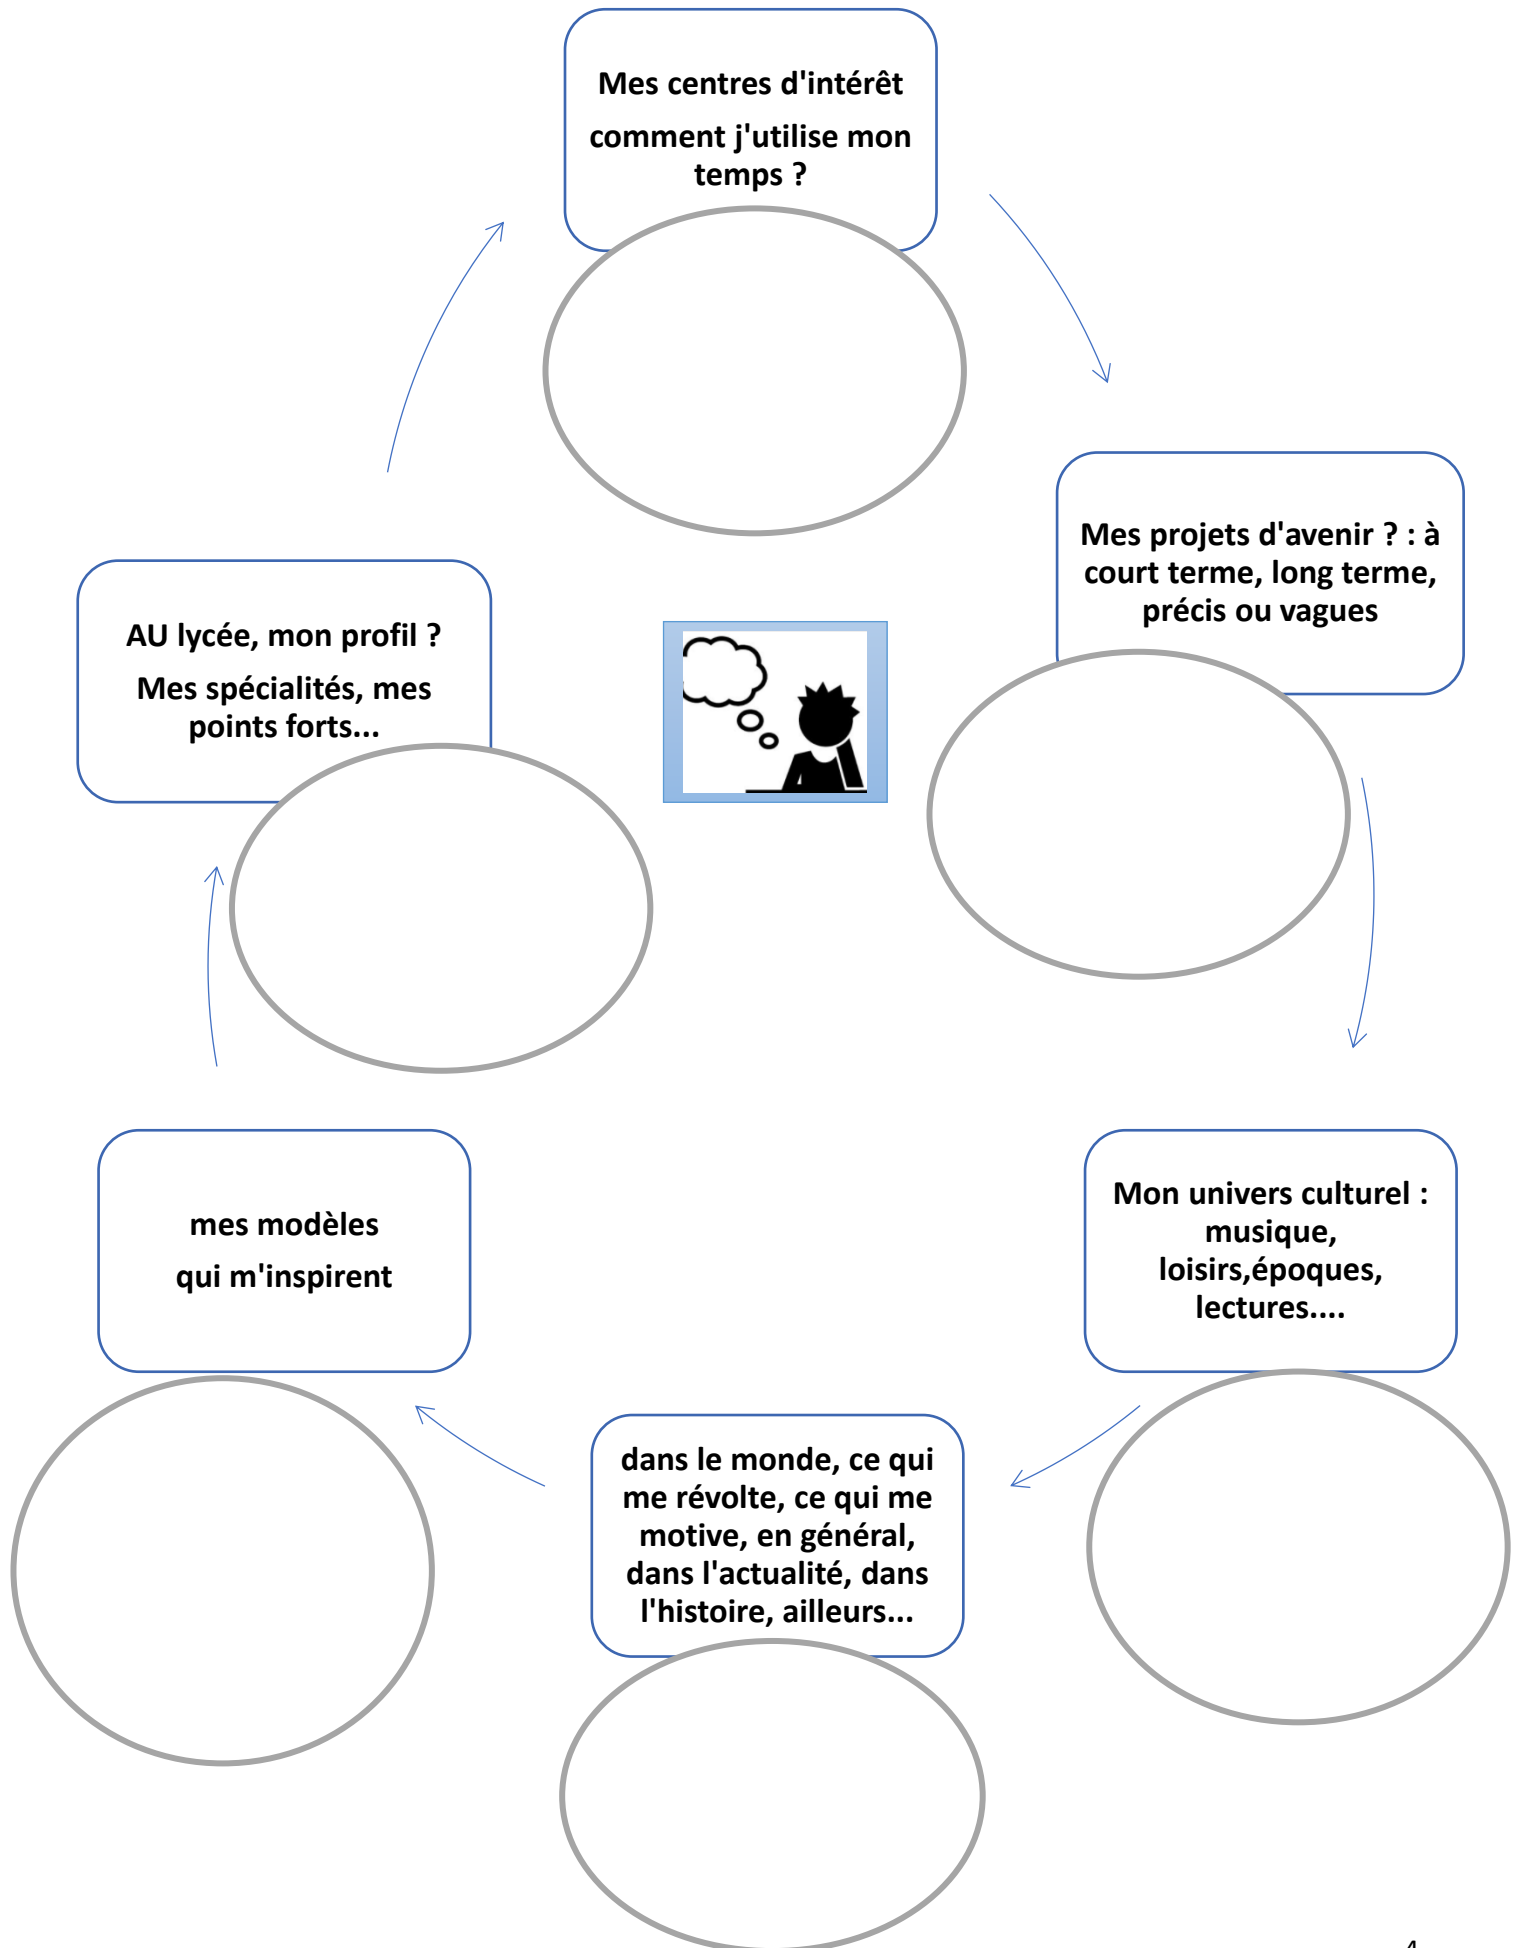 Mes centres d'intérêt
comment j'utilise mon
temps ?
Mes projets d'avenir ? : à
court terme, long terme,
précis ou vagues
AU lycée, mon profil ?
Mes spécialités, mes
points forts...
mes modèles
qui m'inspirent
Mon univers culturel :
musique,
loisirs,époques,
lectures....
dans le monde, ce qui
me révolte, ce qui me
motive, en général,
dans l'actualité, dans
l'histoire, ailleurs...
4